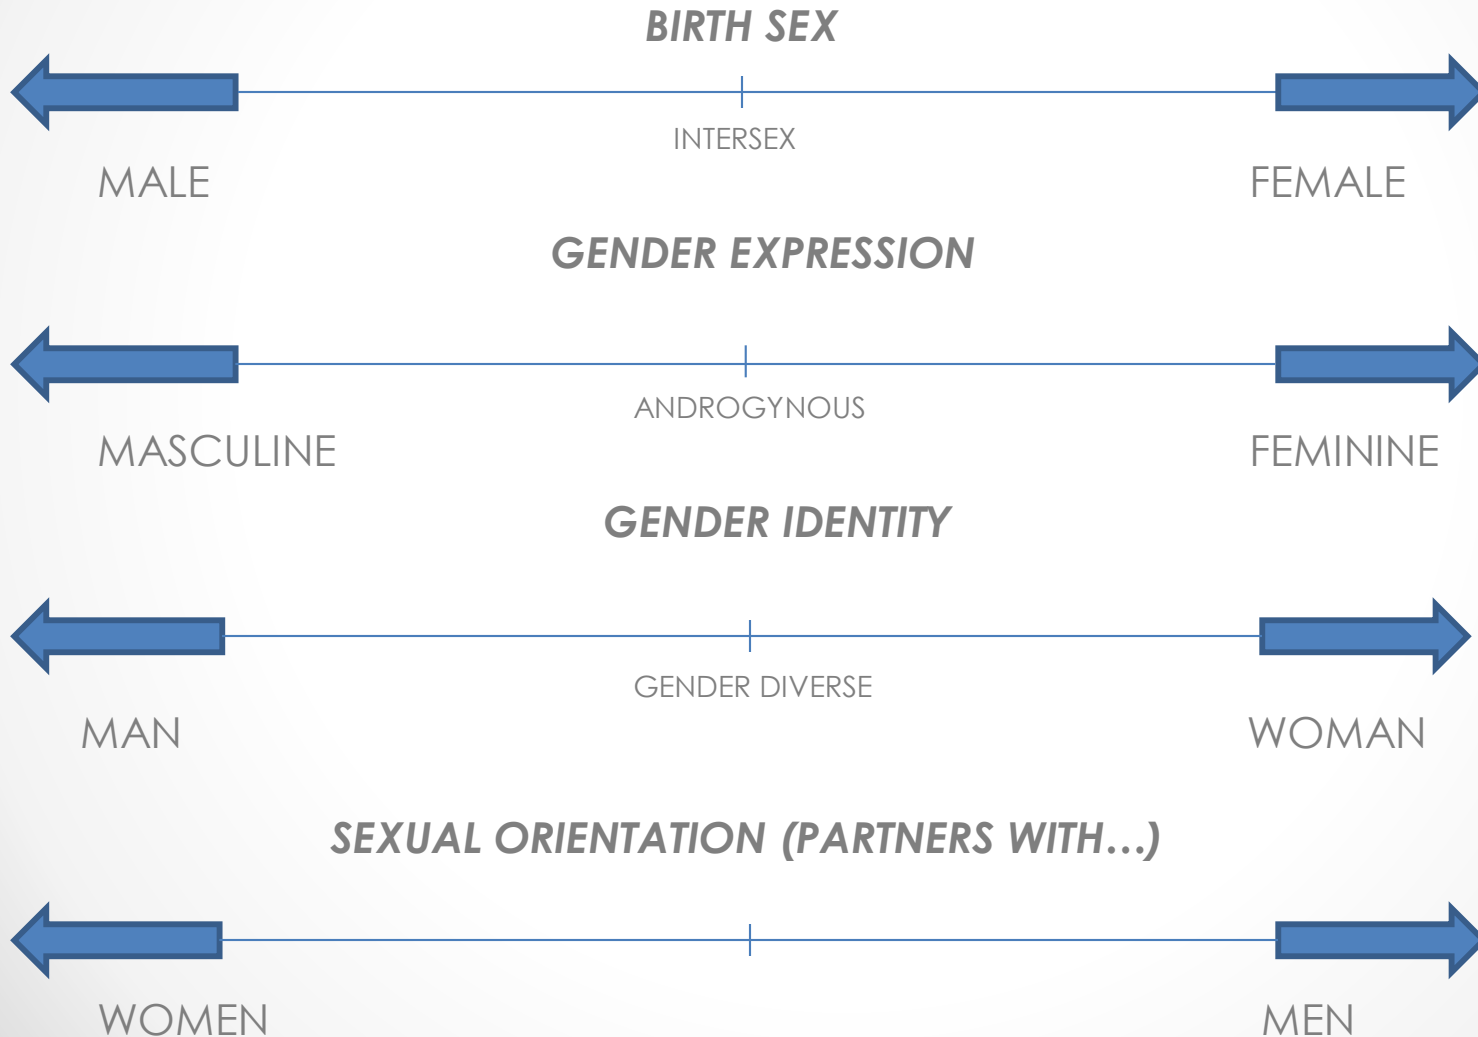 BIRTH SEX
INTERSEX
MALE
FEMALE
GENDER EXPRESSION
ANDROGYNOUS
MASCULINE
FEMININE
GENDER IDENTITY
GENDER DIVERSE
MAN
WOMAN
SEXUAL ORIENTATION (PARTNERS WITH…)
WOMEN
MEN